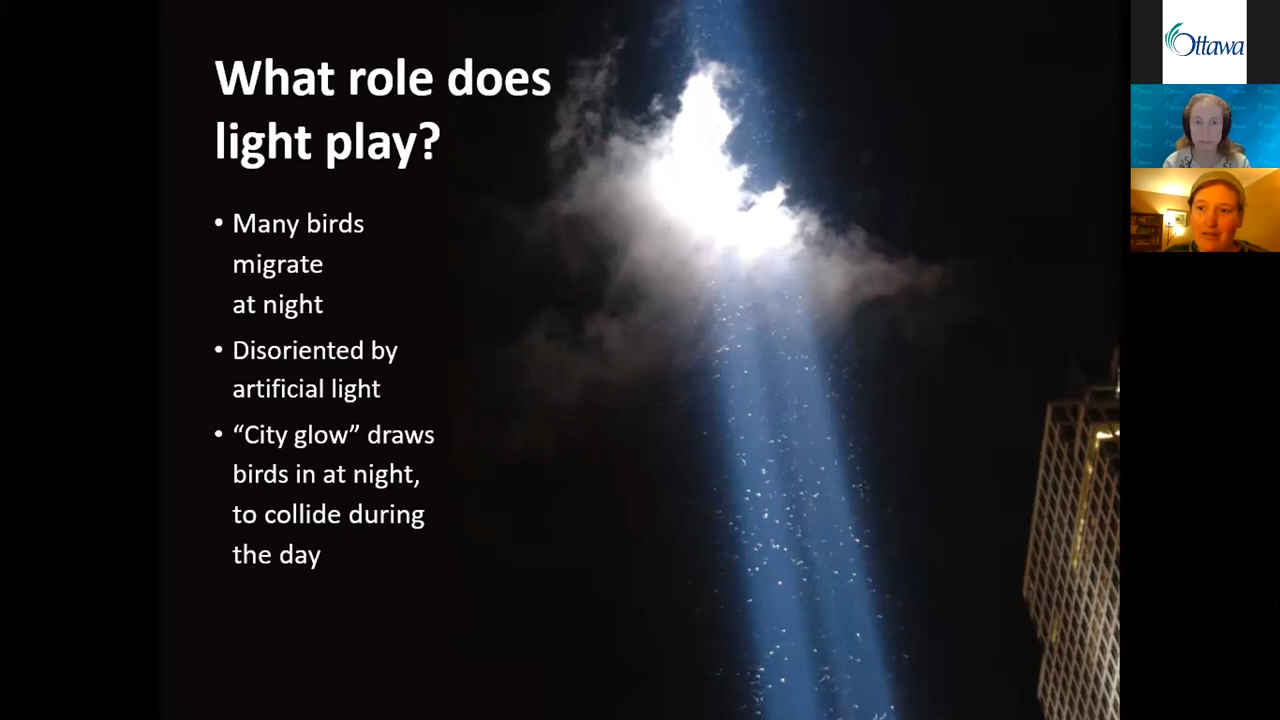 What role does
light play?
• Many birds
migrate
at night
• Disoriented by
artificial light
• “City glow” draws
birds in at night,
to collide during
the day
Ottawa